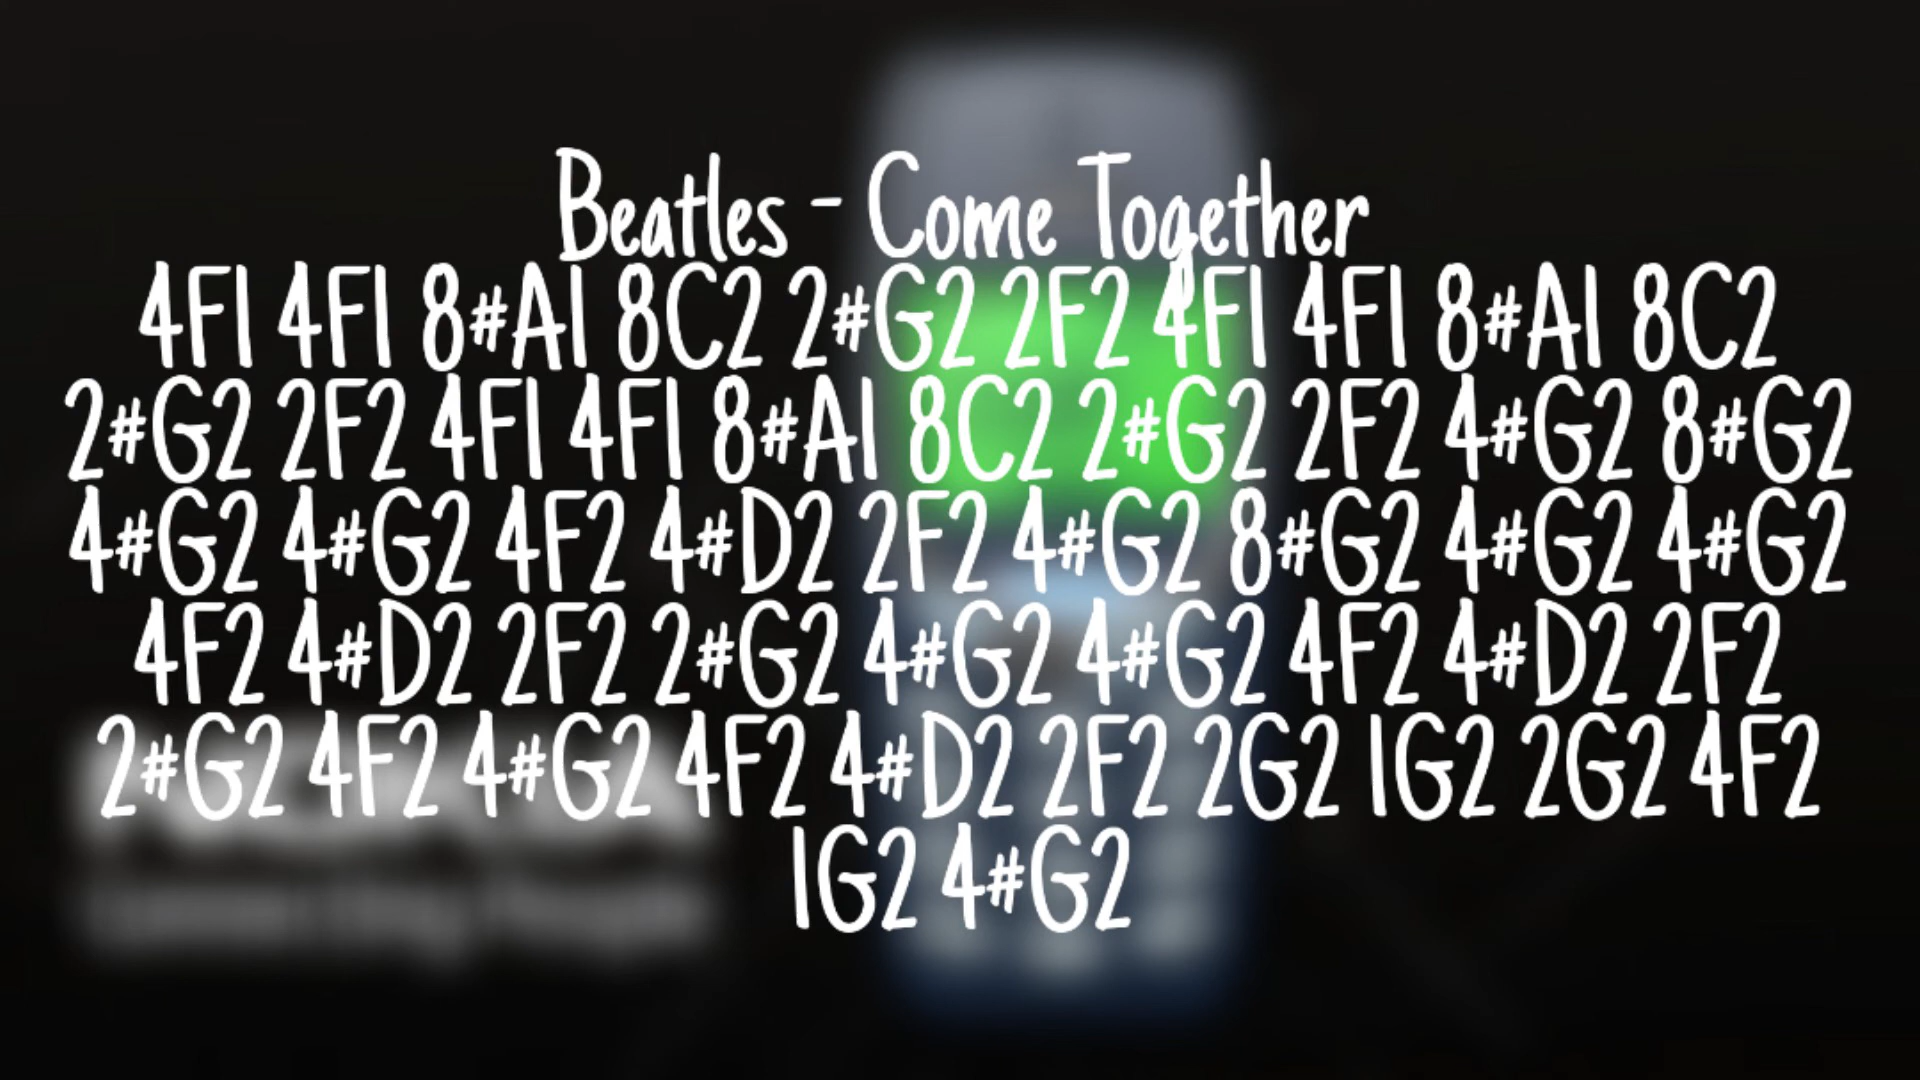 Beatles - Come Together
4F1 4F1 8#A1 8C2 2#G2 2F2 4F1 4F1 8#A1 8C2
2#G2 2F2 4F1 4F1 8#A1 8C2 2#G2 2F2 4#G2 8#G2
4#G2 4#G2 4F2 4#D2 2F2 4#G2 8#G2 4#G2 4#G2
4F2 4#D2 2F2 2#G2 4#G2 4#G2 4F2 4#D2 2F2
2#G2 4F2 4#G2 4F2 4#D2 2F2 2G2 1G2 2G2 4F2
1G2 4#G2